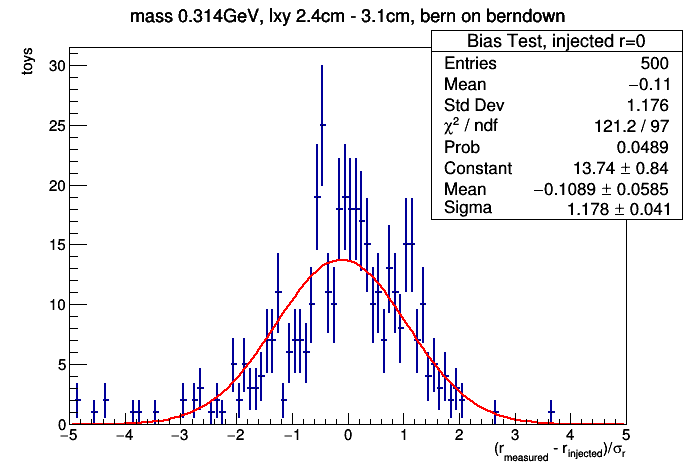 mass 0.314GeV, lxy 2.4cm - 3.1cm, bern on berndown
Bias Test, injected r=0
Entries 500
Mean −0.11
Std Dev 1.176
χ² / ndf 121.2 / 97
Prob 0.0489
Constant 13.74 ± 0.84
Mean −0.1089 ± 0.0585
Sigma 1.178 ± 0.041
toys
30
25
20
15
10
5
0
−5 −4 −3 −2 −1 0 1 2 3 4 5
(r_measured - r_injected)/σ_r